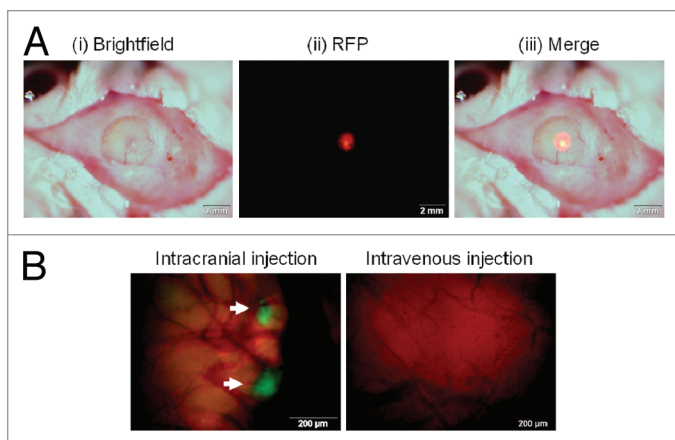 A
(i) Brightfield
(ii) RFP
(iii) Merge
2 mm
2 mm
2 mm
B
Intracranial injection
Intravenous injection
200 µm
200 µm